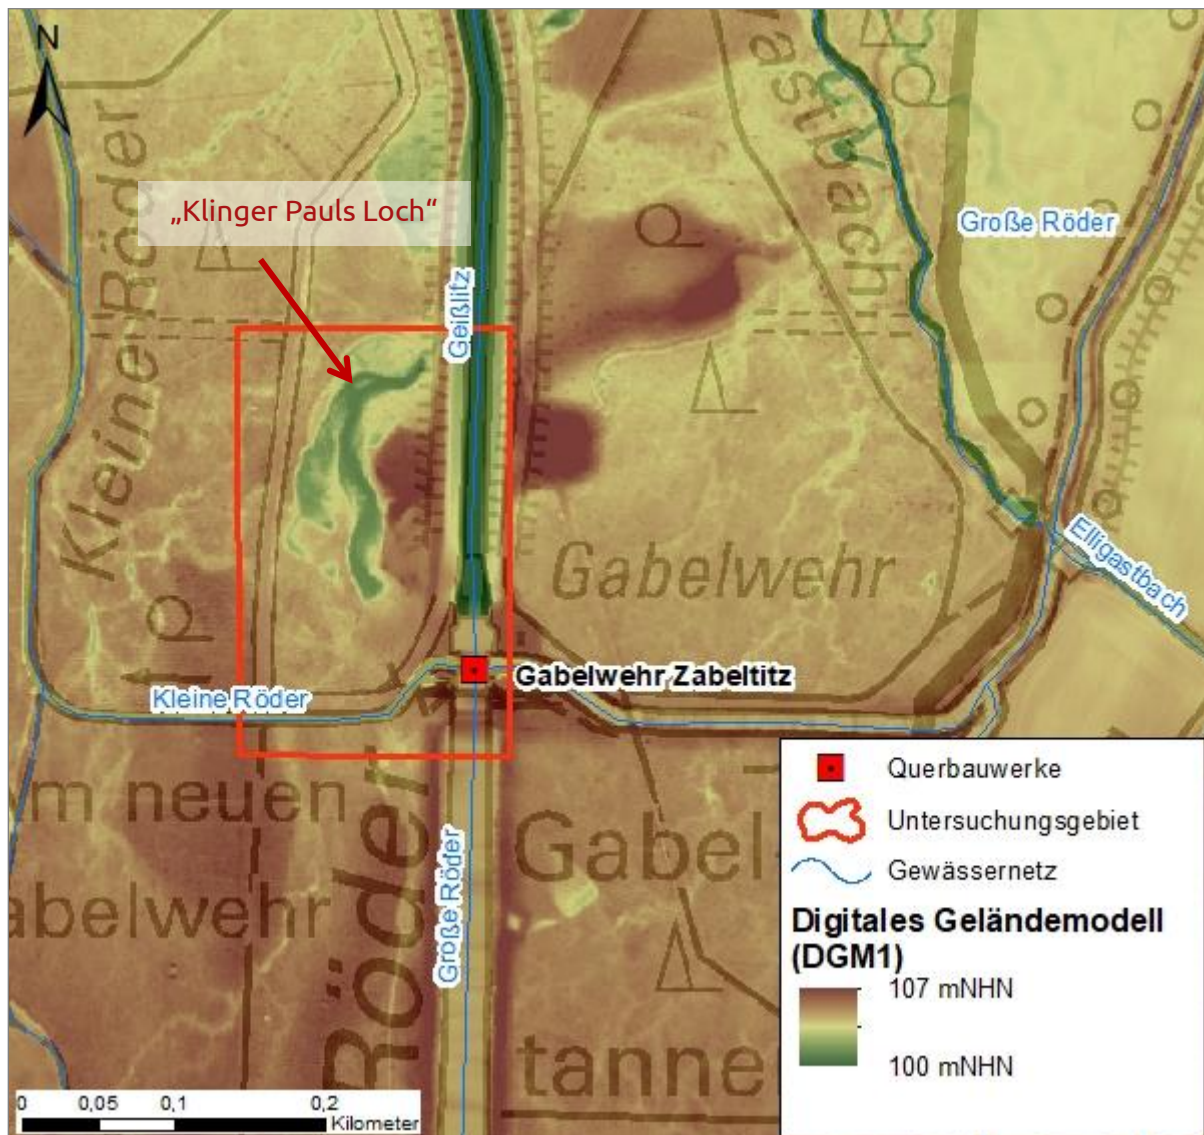 N
Kleine Röder
„Klinger Pauls Loch“
Geißlitz
astbach
Große Röder
Elligastbach
Gabelwehr
Gabelwehr Zabeltitz
Kleine Röder
m neuen
abelwehr
Röder
Große Röder
Gabel-
tanne
Querbauwerke
Untersuchungsgebiet
Gewässernetz
Digitales Geländemodell
(DGM1)
107 mNHN
100 mNHN
0 0,05 0,1 0,2
Kilometer